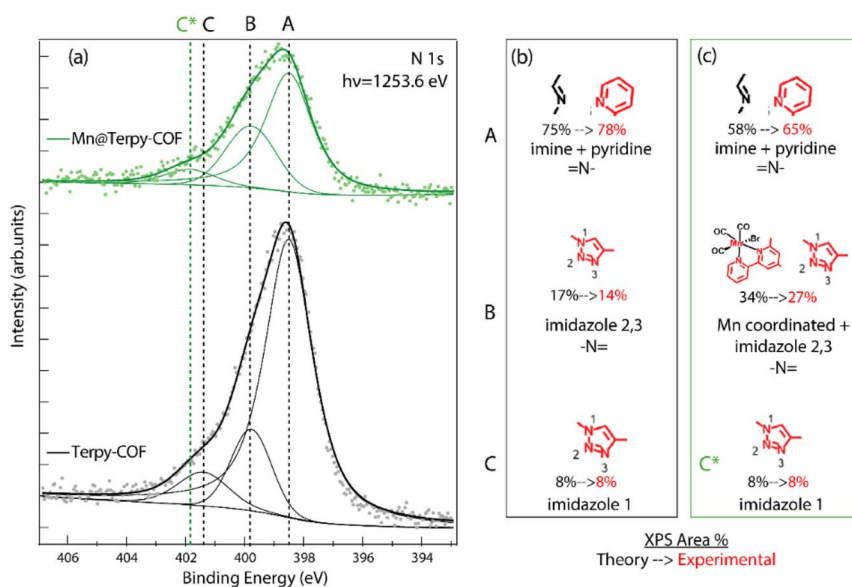 C* C B A
(a)
N 1s
hν=1253.6 eV
Mn@Terpy-COF
Terpy-COF
Intensity (arb.units)
406 404 402 400 398 396 394
Binding Energy (eV)
(b)
A
N
N
75% --> 78%
imine + pyridine
=N-
B
1
N
2 N N 3
17%-->14%
imidazole 2,3
-N=
C
1
N
2 N N 3
8%-->8%
imidazole 1
(c)
N
N
58% --> 65%
imine + pyridine
=N-
CO
OC Br
Mn
OC N
N
1
N
2 N N 3
34%-->27%
Mn coordinated +
imidazole 2,3
-N=
C*
1
N
2 N N 3
8%-->8%
imidazole 1
XPS Area %
Theory --> Experimental